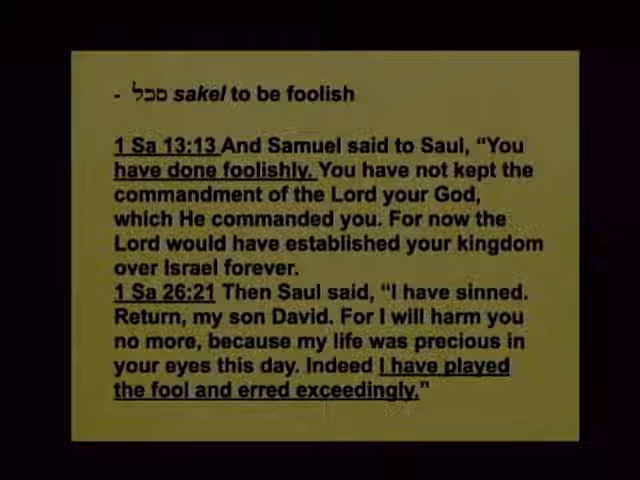 - סכל sakel to be foolish
1 Sa 13:13 And Samuel said to Saul, “You
have done foolishly. You have not kept the
commandment of the Lord your God,
which He commanded you. For now the
Lord would have established your kingdom
over Israel forever.
1 Sa 26:21 Then Saul said, “I have sinned.
Return, my son David. For I will harm you
no more, because my life was precious in
your eyes this day. Indeed I have played
the fool and erred exceedingly.”